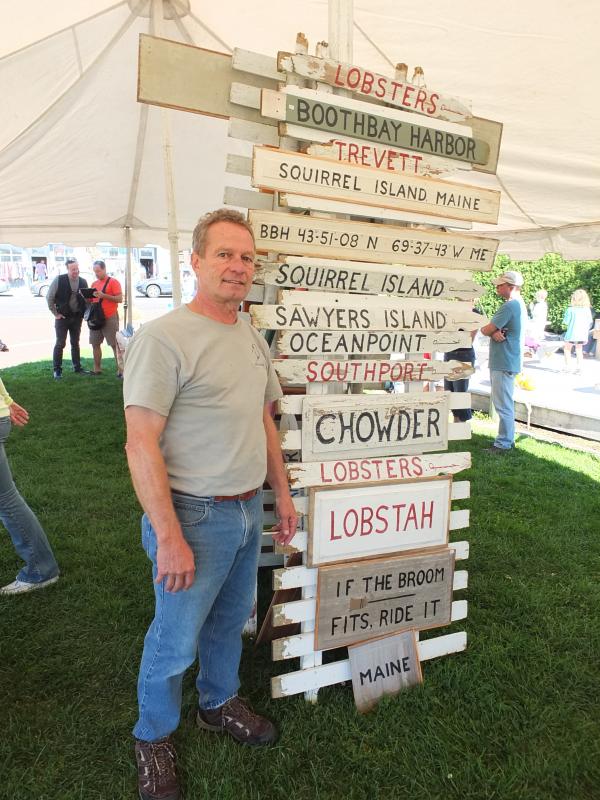 LOBSTERS
BOOTHBAY HARBOR
TREVETT
SQUIRREL ISLAND MAINE
BBH 43-51-08 N 69-37-43 W ME
SQUIRREL ISLAND
SAWYERS ISLAND
OCEANPOINT
SOUTHPORT
CHOWDER
LOBSTERS
LOBSTAH
IF THE BROOM
FITS, RIDE IT
MAINE